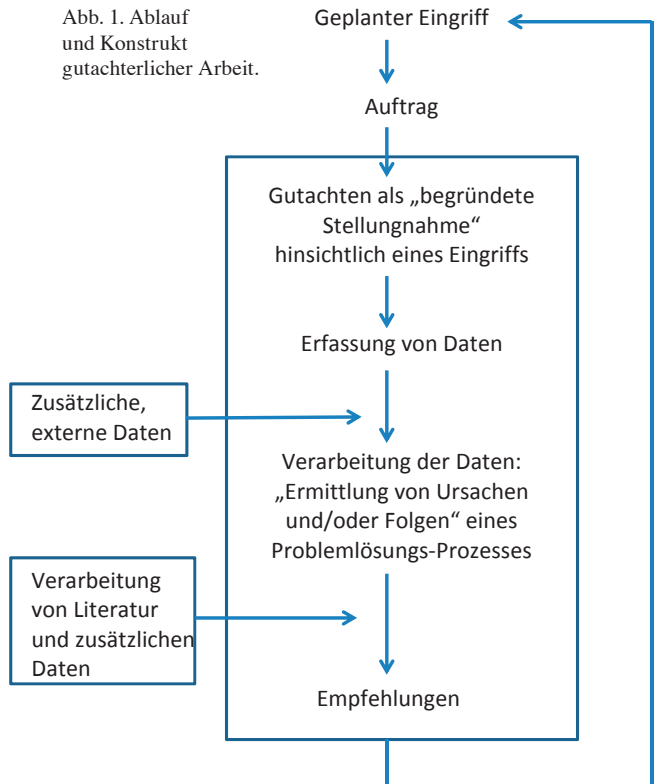 Abb. 1. Ablauf
und Konstrukt
gutachterlicher Arbeit.
Geplanter Eingriff
Auftrag
Gutachten als „begründete
Stellungnahme“
hinsichtlich eines Eingriffs
Erfassung von Daten
Zusätzliche,
externe Daten
Verarbeitung der Daten:
„Ermittlung von Ursachen
und/oder Folgen“ eines
Problemlösungs-Prozesses
Verarbeitung
von Literatur
und zusätzlichen
Daten
Empfehlungen